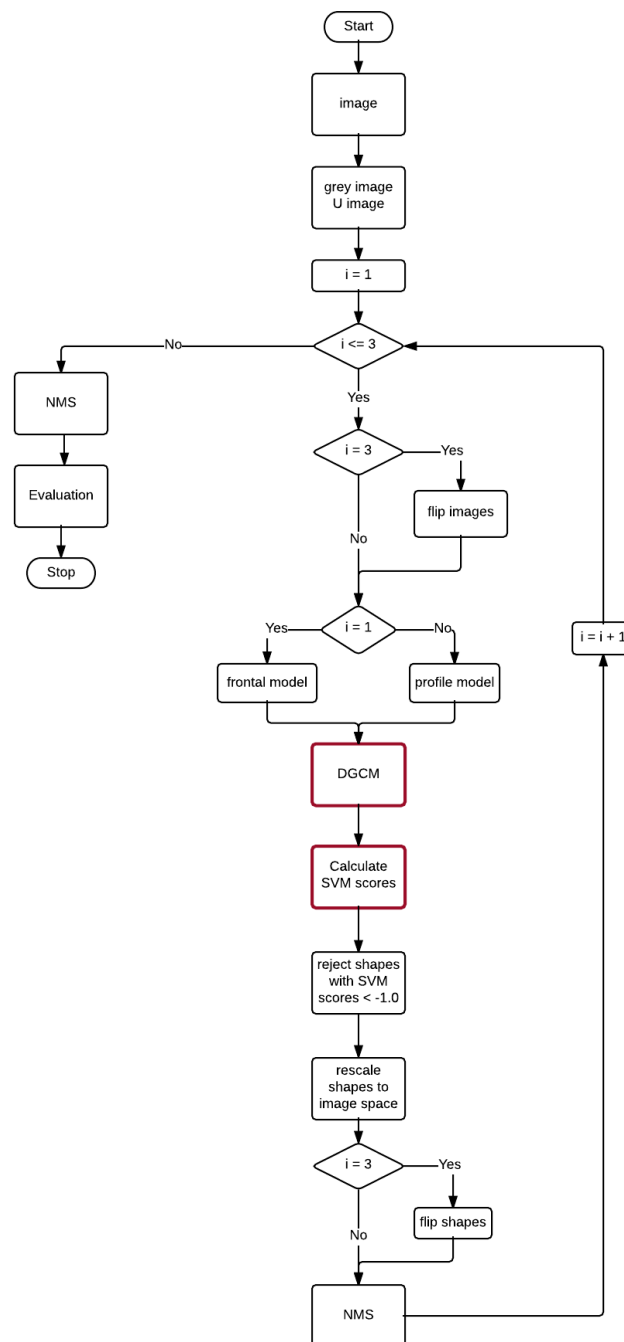 Start
image
grey image
U image
i = 1
i <= 3
No
Yes
NMS
i = 3
Yes
Evaluation
flip images
No
Stop
i = 1
Yes
No
i = i + 1
frontal model
profile model
DGCM
Calculate
SVM scores
reject shapes
with SVM
scores < -1.0
rescale
shapes to
image space
i = 3
Yes
flip shapes
No
NMS